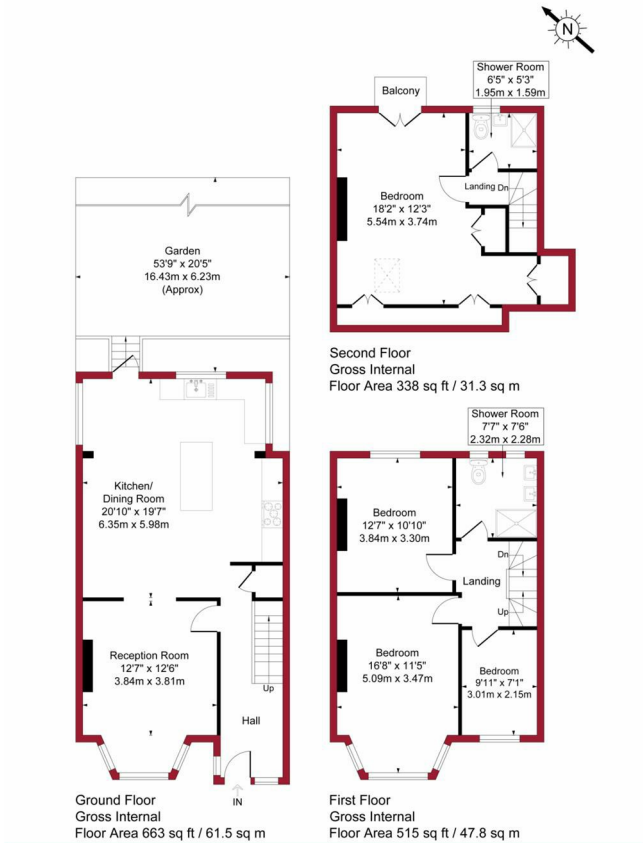 N
Shower Room
6'5" x 5'3"
1.95m x 1.59m
Balcony
Bedroom
18'2" x 12'3"
5.54m x 3.74m
Landing
Dn
Second Floor
Gross Internal
Floor Area 338 sq ft / 31.3 sq m
Garden
53'9" x 20'5"
16.43m x 6.23m
(Approx)
Kitchen/
Dining Room
20'10" x 19'7"
6.35m x 5.98m
Reception Room
12'7" x 12'6"
3.84m x 3.81m
Up
Hall
IN
Ground Floor
Gross Internal
Floor Area 663 sq ft / 61.5 sq m
Shower Room
7'7" x 7'6"
2.32m x 2.28m
Bedroom
12'7" x 10'10"
3.84m x 3.30m
Dn
Landing
Up
Bedroom
16'8" x 11'5"
5.09m x 3.47m
Bedroom
9'11" x 7'1"
3.01m x 2.15m
First Floor
Gross Internal
Floor Area 515 sq ft / 47.8 sq m